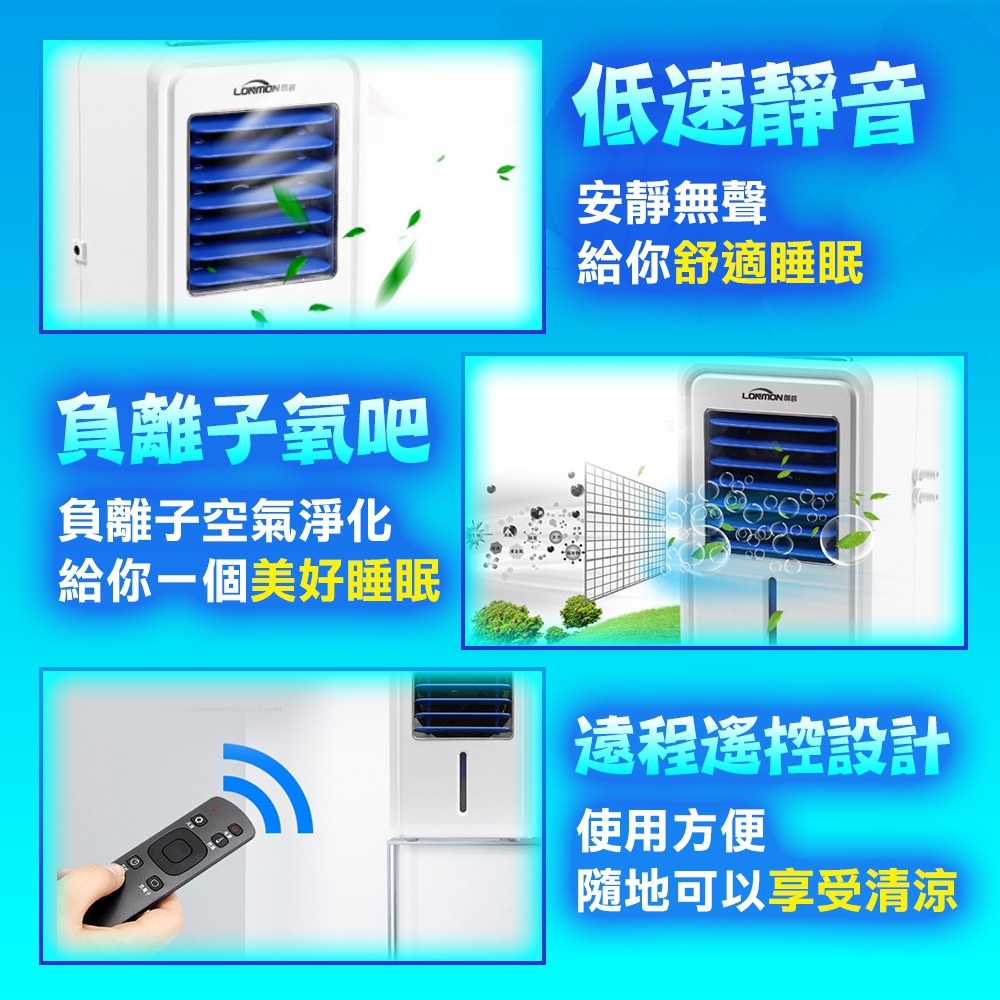 LONMON
低速靜音
安靜無聲
給你舒適睡眠
負離子氧吧
負離子空氣淨化
給你一個美好睡眠
LONMON
遠程遙控設計
使用方便
隨地可以享受清涼